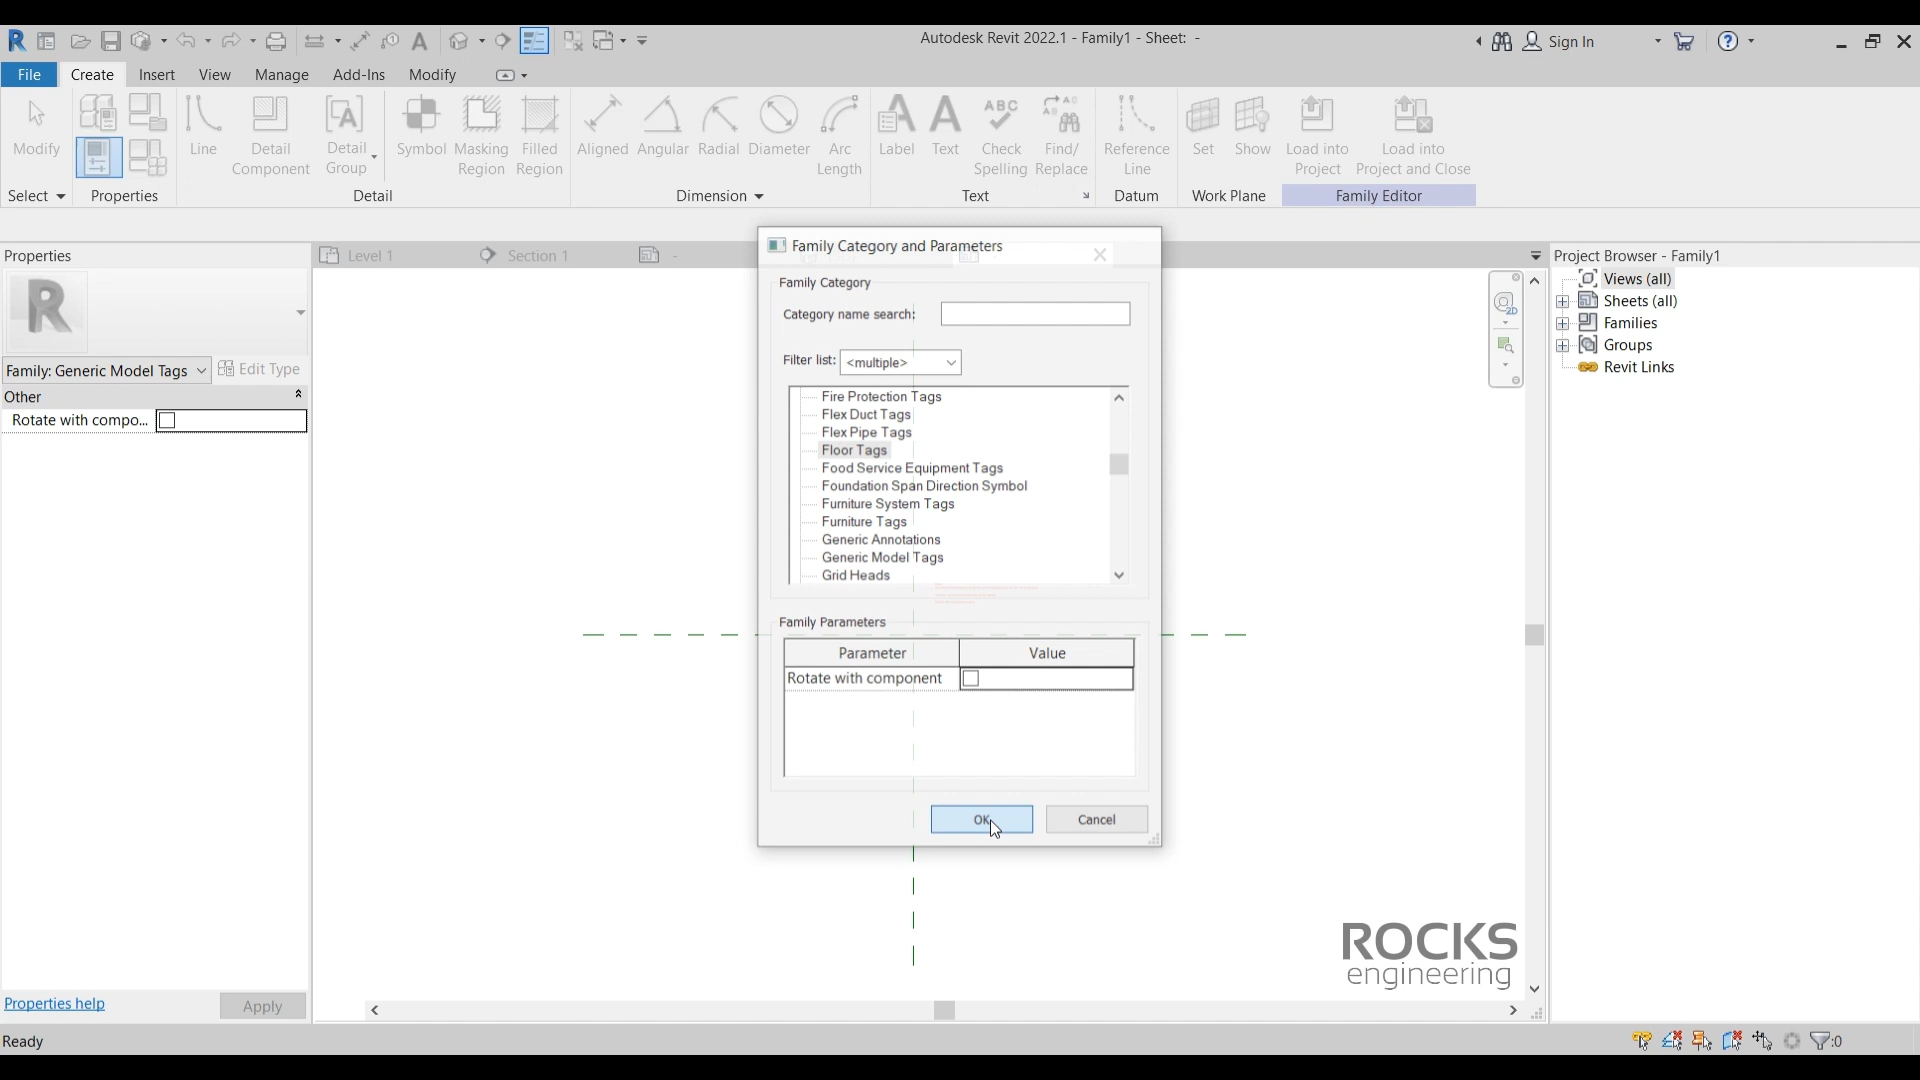 Autodesk Revit 2022.1 - Family1 - Sheet: -
Sign In
File Create Insert View Manage Add-Ins Modify
Modify
Line
Detail Component
Detail Group
Symbol
Masking Region
Filled Region
Aligned
Angular
Radial
Diameter
Arc Length
Label
Text
ABC
Check Spelling
Find/ Replace
Reference Line
Set
Show
Load into Project
Load into Project and Close
Select Properties Detail Dimension Text Datum Work Plane Family Editor
Properties
Level 1
Section 1
-
Project Browser - Family1
Views (all)
Sheets (all)
Families
Groups
Revit Links
R
Family: Generic Model Tags
Edit Type
Other
Rotate with compo...
Family Category and Parameters
Family Category
Category name search:
Filter list: <multiple>
Fire Protection Tags
Flex Duct Tags
Flex Pipe Tags
Floor Tags
Food Service Equipment Tags
Foundation Span Direction Symbol
Furniture System Tags
Furniture Tags
Generic Annotations
Generic Model Tags
Grid Heads
Family Parameters
Parameter Value
Rotate with component
OK Cancel
2D
ROCKS
engineering
Properties help
Apply
Ready
:0